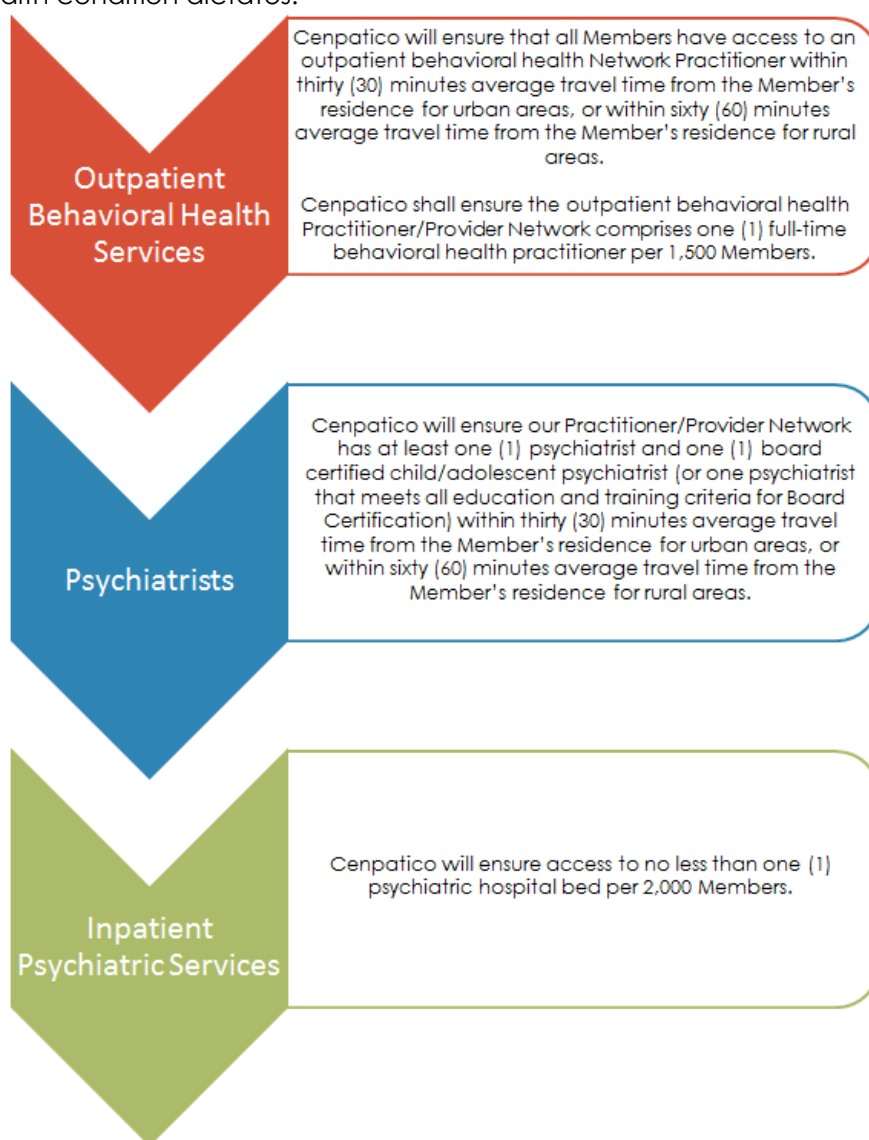 condition dictates.
Cenpatico will ensure that all Members have access to an
outpatient behavioral health Network Practitioner within
thirty (30) minutes average travel time from the Member's
residence for urban areas, or within sixty (60) minutes
average travel time from the Member's residence for rural
areas.
Cenpatico shall ensure the outpatient behavioral health
Practitioner/Provider Network comprises one (1) full-time
behavioral health practitioner per 1,500 Members.
Outpatient
Behavioral Health
Services
Cenpatico will ensure our Practitioner/Provider Network
has at least one (1) psychiatrist and one (1) board
certified child/adolescent psychiatrist (or one psychiatrist
that meets all education and training criteria for Board
Certification) within thirty (30) minutes average travel
time from the Member's residence for urban areas, or
within sixty (60) minutes average travel time from the
Member's residence for rural areas.
Psychiatrists
Cenpatico will ensure access to no less than one (1)
psychiatric hospital bed per 2,000 Members.
Inpatient
Psychiatric Services